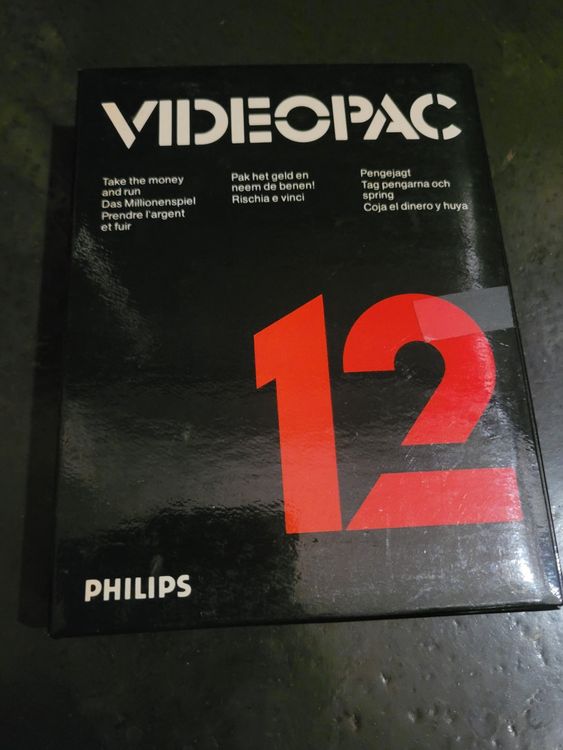 VIDEOPAC
Take the money
and run
Das Millionenspiel
Prendre l'argent
et fuir
Pak het geld en
neem de benen!
Rischia e vinci
Pengejagt
Tag pengarna och
spring
Coja el dinero y huya
12
PHILIPS